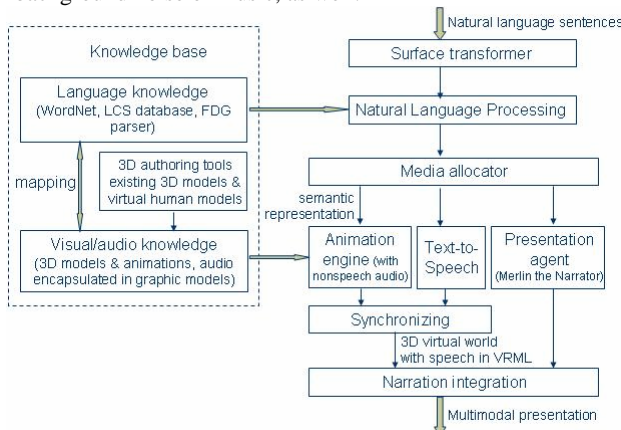 Natural language sentences
Knowledge base
Surface transformer
Language knowledge
(WordNet, LCS database, FDG
parser)
Natural Language Processing
mapping
3D authoring tools
existing 3D models &
virtual human models
Media allocator
semantic
representation
Visual/audio knowledge
(3D models & animations, audio
encapsulated in graphic models)
Animation
engine (with
nonspeech audio)
Text-to-
Speech
Presentation
agent
(Merlin the Narrator)
Synchronizing
3D virtual world
with speech in VRML
Narration integration
Multimodal presentation